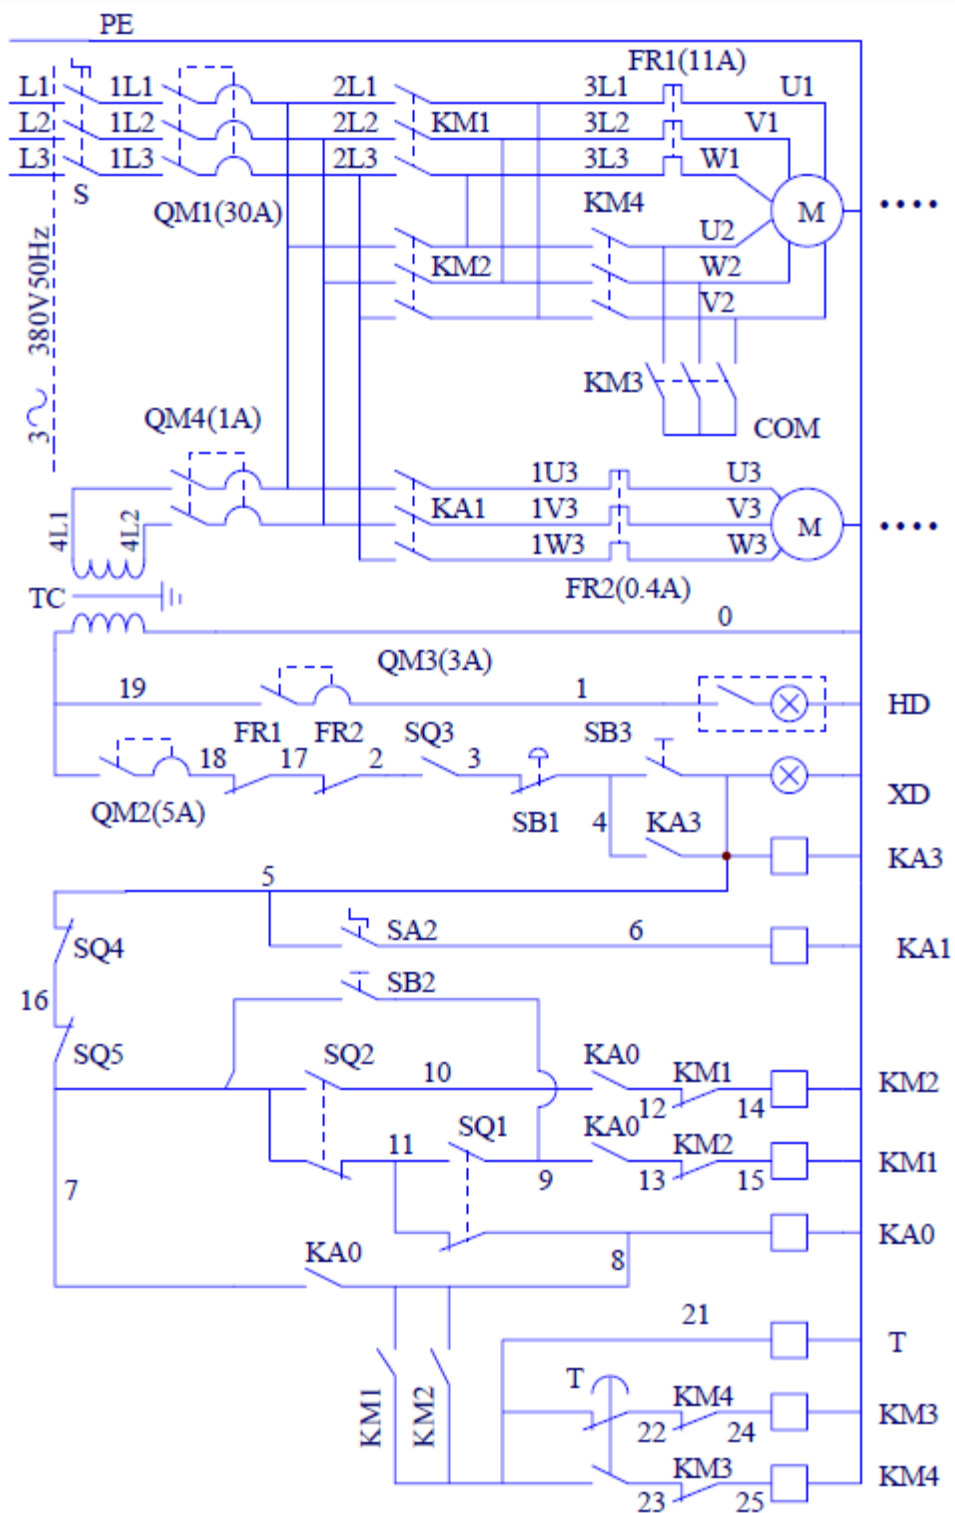 PE
FR1(11A)
L1 1L1 2L1 3L1 U1
L2 1L2 2L2 KM1 3L2 V1
L3 1L3 2L3 3L3 W1
S
QM1(30A)
KM4
M
••••
U2
KM2
W2
V2
3 380V50Hz
KM3
COM
QM4(1A)
1U3 U3
KA1 1V3 V3
M
••••
1W3 W3
4L1 4L2
FR2(0.4A)
TC
0
QM3(3A)
19 1 HD
FR1 FR2 SQ3 SB3
18 17 2 3
XD
QM2(5A)
SB1 4 KA3
KA3
5
SA2 6
SQ4 KA1
SB2
16
SQ5
SQ2 10 KA0 KM1
KM2
12 14
11 SQ1 KA0 KM2
KM1
9 13 15
7
KA0
KA0
8
21
T
T
KM1 KM2
KM4
KM3
22 24
KM3
KM4
23 25